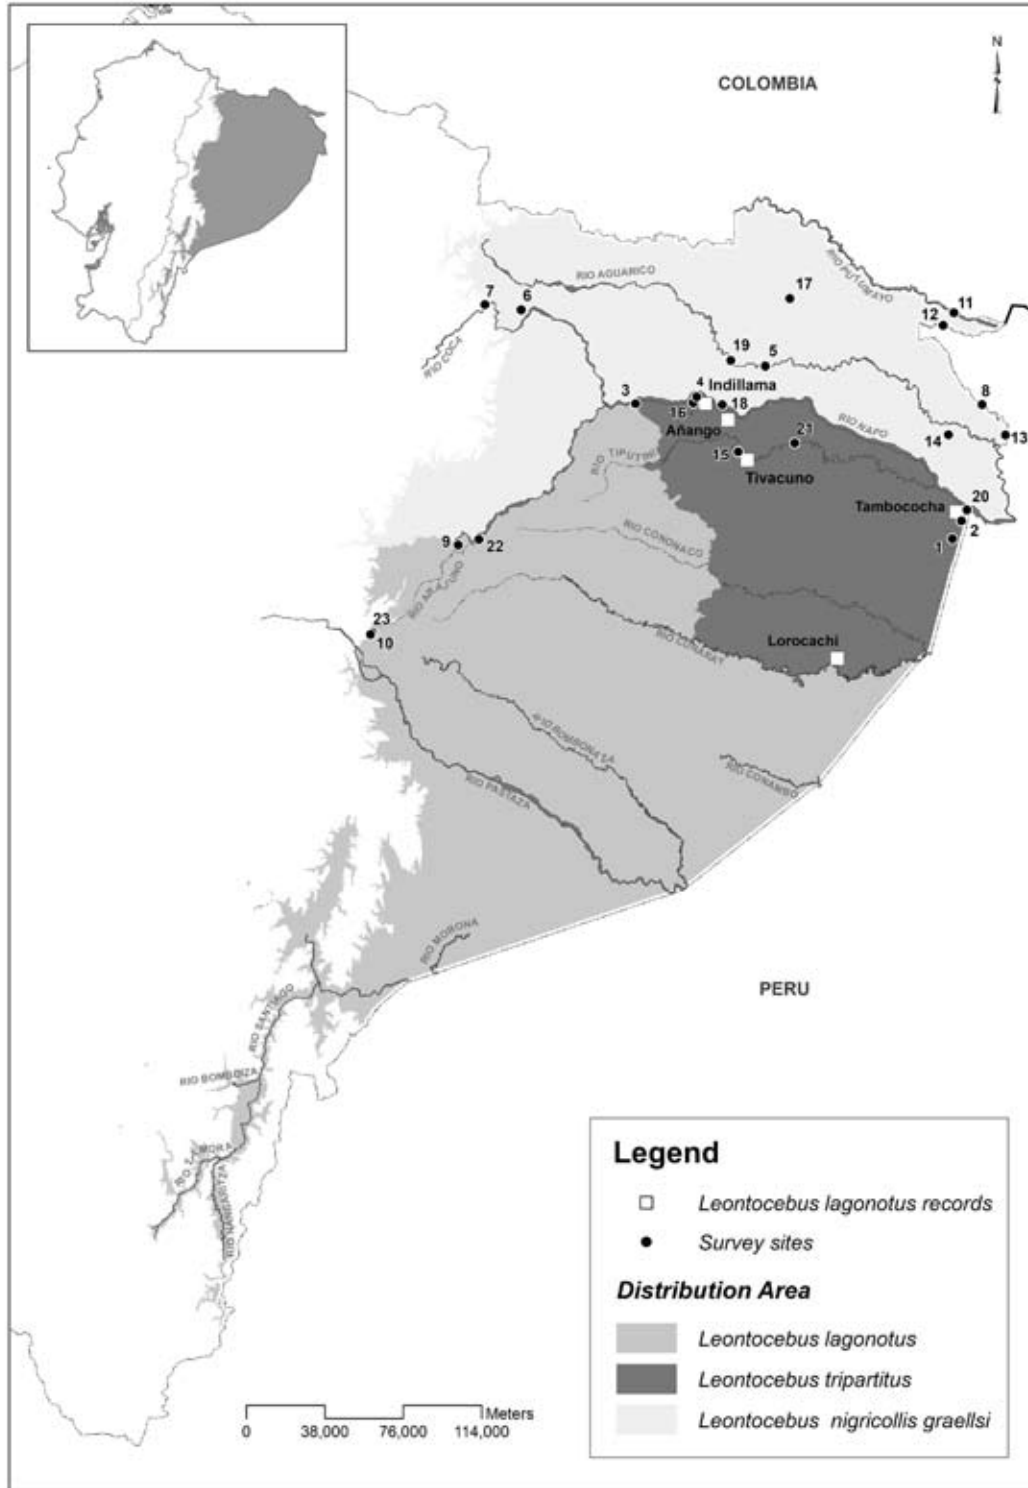 N
COLOMBIA
RIO AGUARICO
RIO PUTUMAYO
7
6
17
11
12
RIO COCA
19
5
4
Indillama
8
3
16
18
Añango
RIO NAPO
14
13
21
RIO TIPUTINI
15
Tivacuno
20
Tambococha
2
RIO CONONACO
1
9
22
RIO ARAJUNO
23
10
RIO CURARAY
Lorocachi
RIO BOMBONASA
RIO PASTAZA
RIO CONAMBO
RIO MORONA
PERU
RIO SANTIAGO
RIO BOMBOIZA
RIO ZAMORA
RIO NANGARITZA
Legend
Leontocebus lagonotus records
Survey sites
Distribution Area
Leontocebus lagonotus
Leontocebus tripartitus
Leontocebus nigricollis graellsi
Meters
0 38,000 76,000 114,000